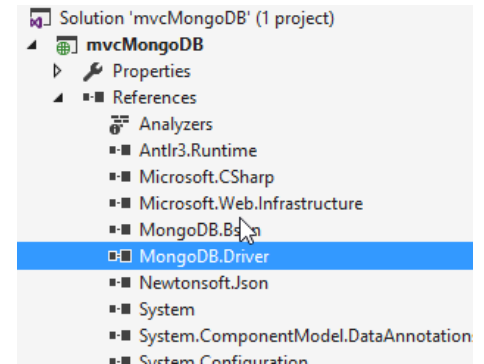 Solution 'mvcMongoDB' (1 project)
mvcMongoDB
Properties
References
Analyzers
Antlr3.Runtime
Microsoft.CSharp
Microsoft.Web.Infrastructure
MongoDB.Bson
MongoDB.Driver
Newtonsoft.Json
System
System.ComponentModel.DataAnnotation
System.Configuration